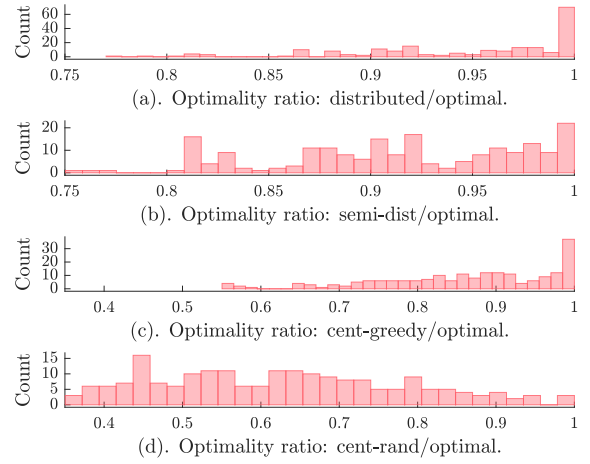 Count
60
40
20
0
0.75 0.8 0.85 0.9 0.95 1
(a). Optimality ratio: distributed/optimal.
Count
20
10
0
0.75 0.8 0.85 0.9 0.95 1
(b). Optimality ratio: semi-dist/optimal.
Count
30
20
10
0
0.4 0.5 0.6 0.7 0.8 0.9 1
(c). Optimality ratio: cent-greedy/optimal.
Count
15
10
5
0
0.4 0.5 0.6 0.7 0.8 0.9 1
(d). Optimality ratio: cent-rand/optimal.